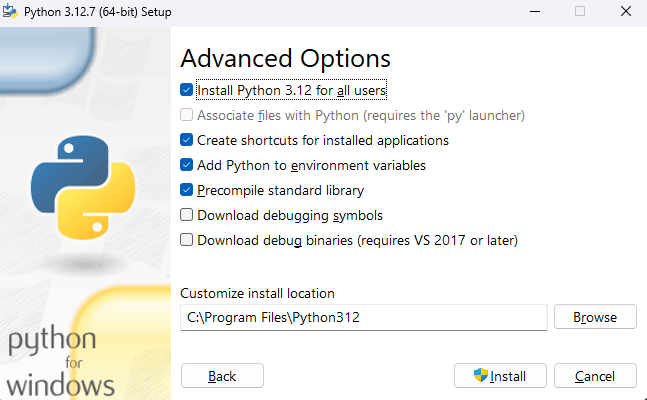 Python 3.12.7 (64-bit) Setup
Advanced Options
Install Python 3.12 for all users
Associate files with Python (requires the 'py' launcher)
Create shortcuts for installed applications
Add Python to environment variables
Precompile standard library
Download debugging symbols
Download debug binaries (requires VS 2017 or later)
Customize install location
C:\Program Files\Python312
Browse
python
for
windows
Back
Install
Cancel